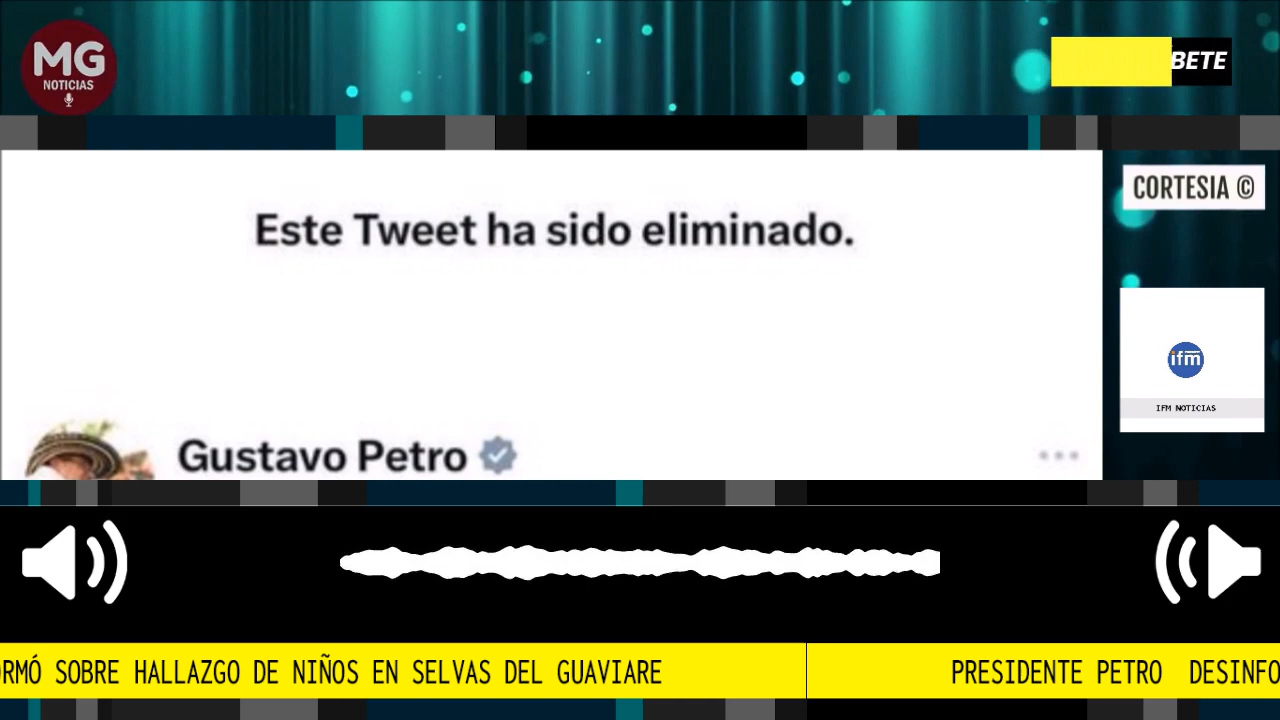 MG
NOTICIAS
BETE
CORTESIA ©
Este Tweet ha sido eliminado.
ifm
IFM NOTICIAS
Gustavo Petro
RMÓ SOBRE HALLAZGO DE NIÑOS EN SELVAS DEL GUAVIARE
PRESIDENTE PETRO DESINFO